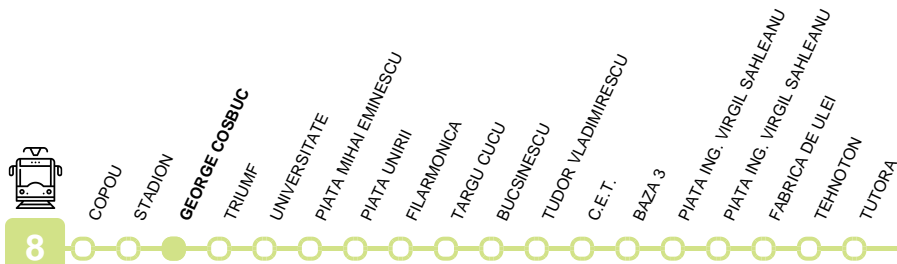 8
COPOU
STADION
GEORGE COSBUC
TRIUMF
UNIVERSITATE
PIATA MIHAI EMINESCU
PIATA UNIRII
FILARMONICA
TARGU CUCU
BUCSINESCU
TUDOR VLADIMIRESCU
C.E.T.
BAZA 3
PIATA ING. VIRGIL SAHLEANU
PIATA ING. VIRGIL SAHLEANU
FABRICA DE ULEI
TEHNOTON
TUTORA